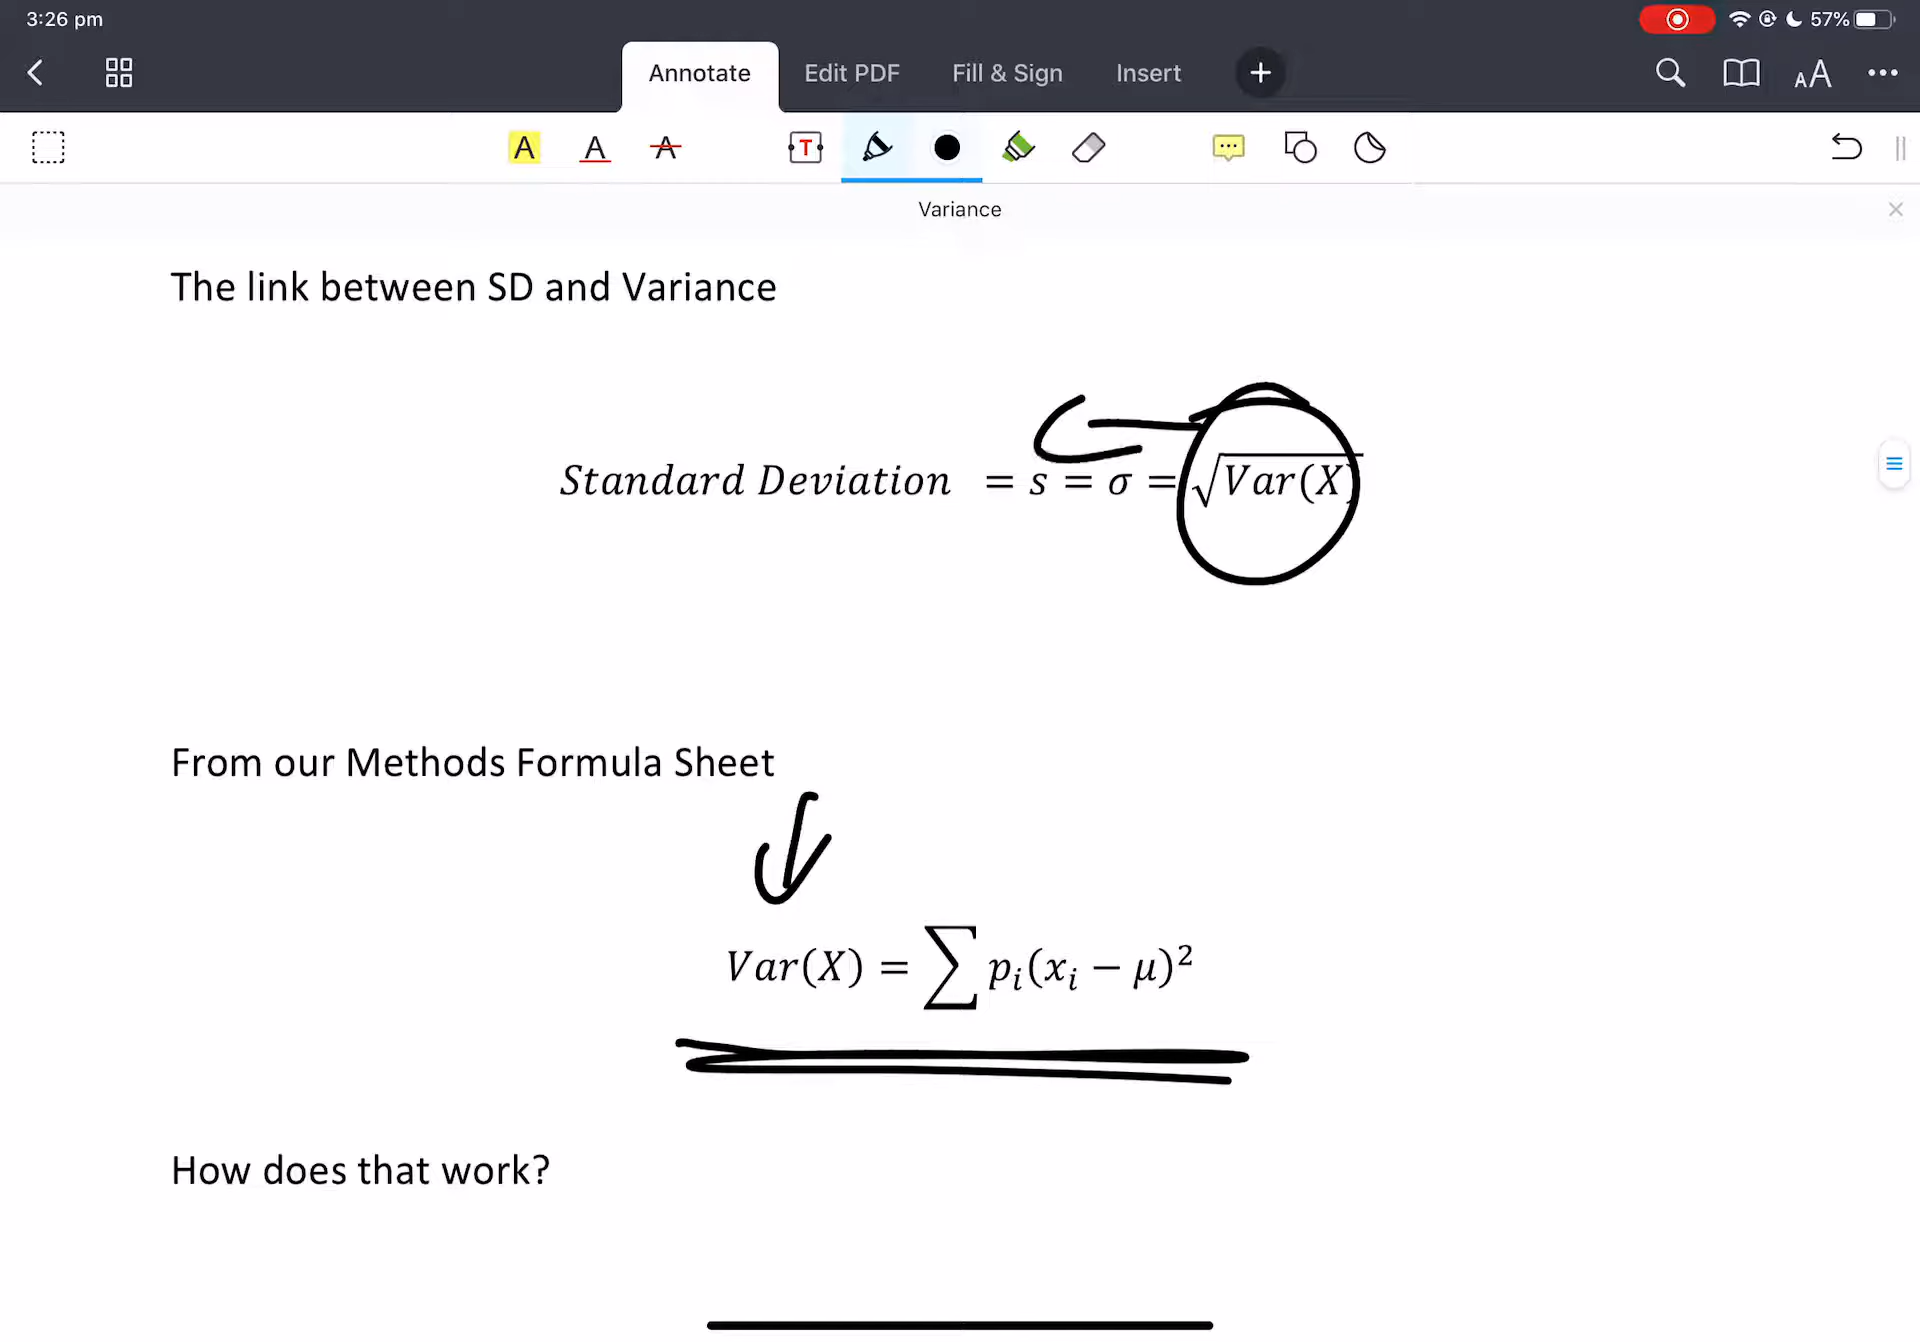 3:26 pm
57%
Annotate Edit PDF Fill & Sign Insert +
AA
A A A T
Variance
The link between SD and Variance
Standard Deviation = s = σ = √Var(X)
From our Methods Formula Sheet
Var(X) = ∑ pᵢ(xᵢ − μ)²
How does that work?